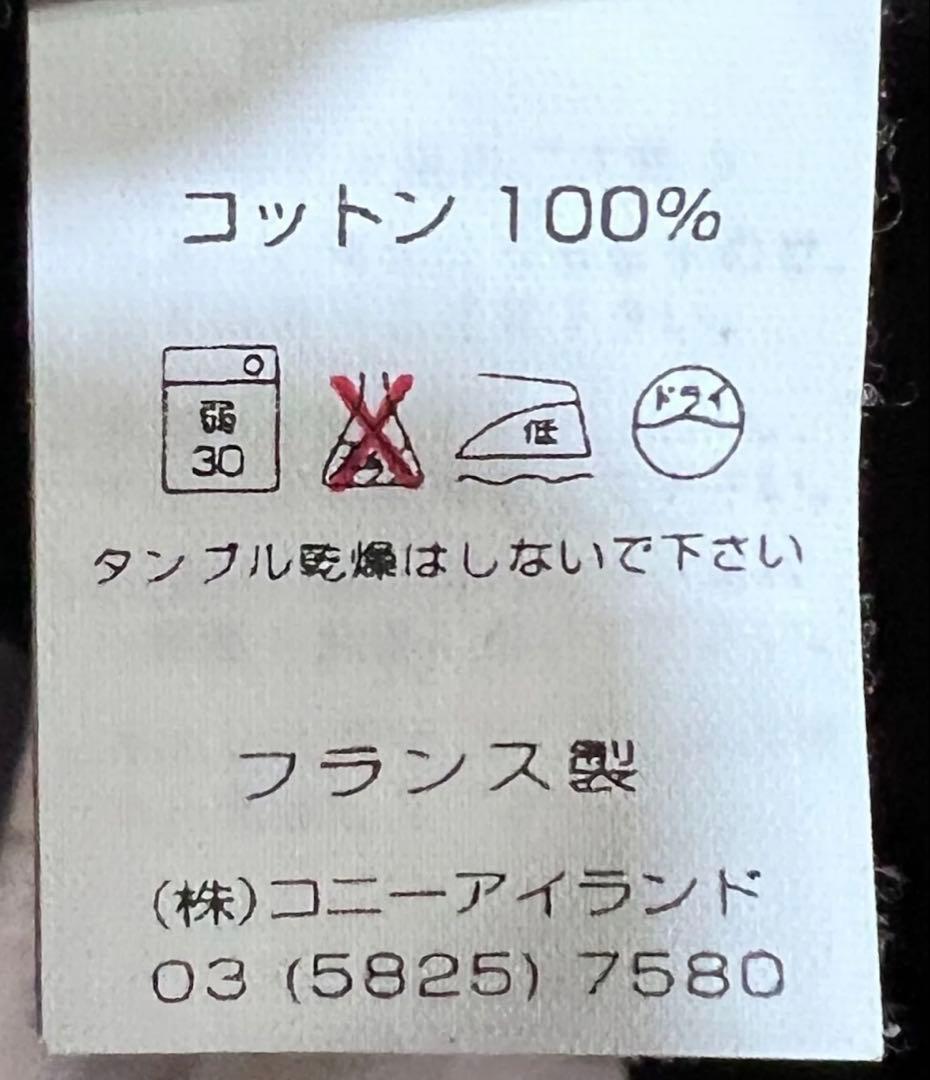 コットン 100%
弱
30
低
ドライ
タンブル乾燥はしないで下さい
フランス製
(株)コニーアイランド
03 (5825) 7580